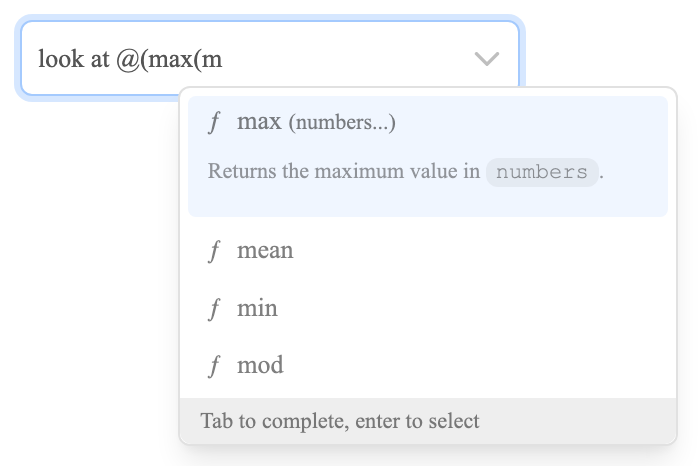 look at @(max(m
ƒ max (numbers...)
Returns the maximum value in numbers.
ƒ mean
ƒ min
ƒ mod
Tab to complete, enter to select